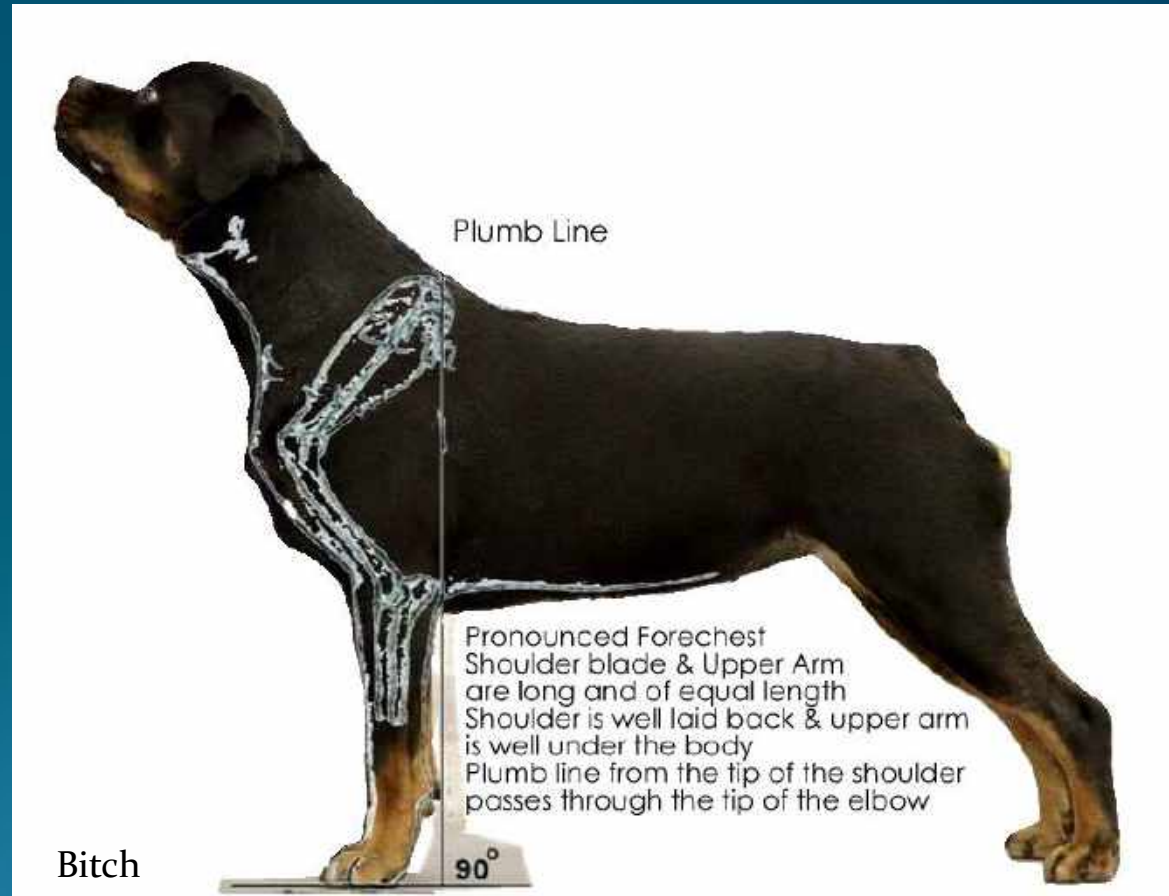 Plumb Line
Pronounced Forechest
Shoulder blade & Upper Arm
are long and of equal length
Shoulder is well laid back & upper arm
is well under the body
Plumb line from the tip of the shoulder
passes through the tip of the elbow
Bitch
90°